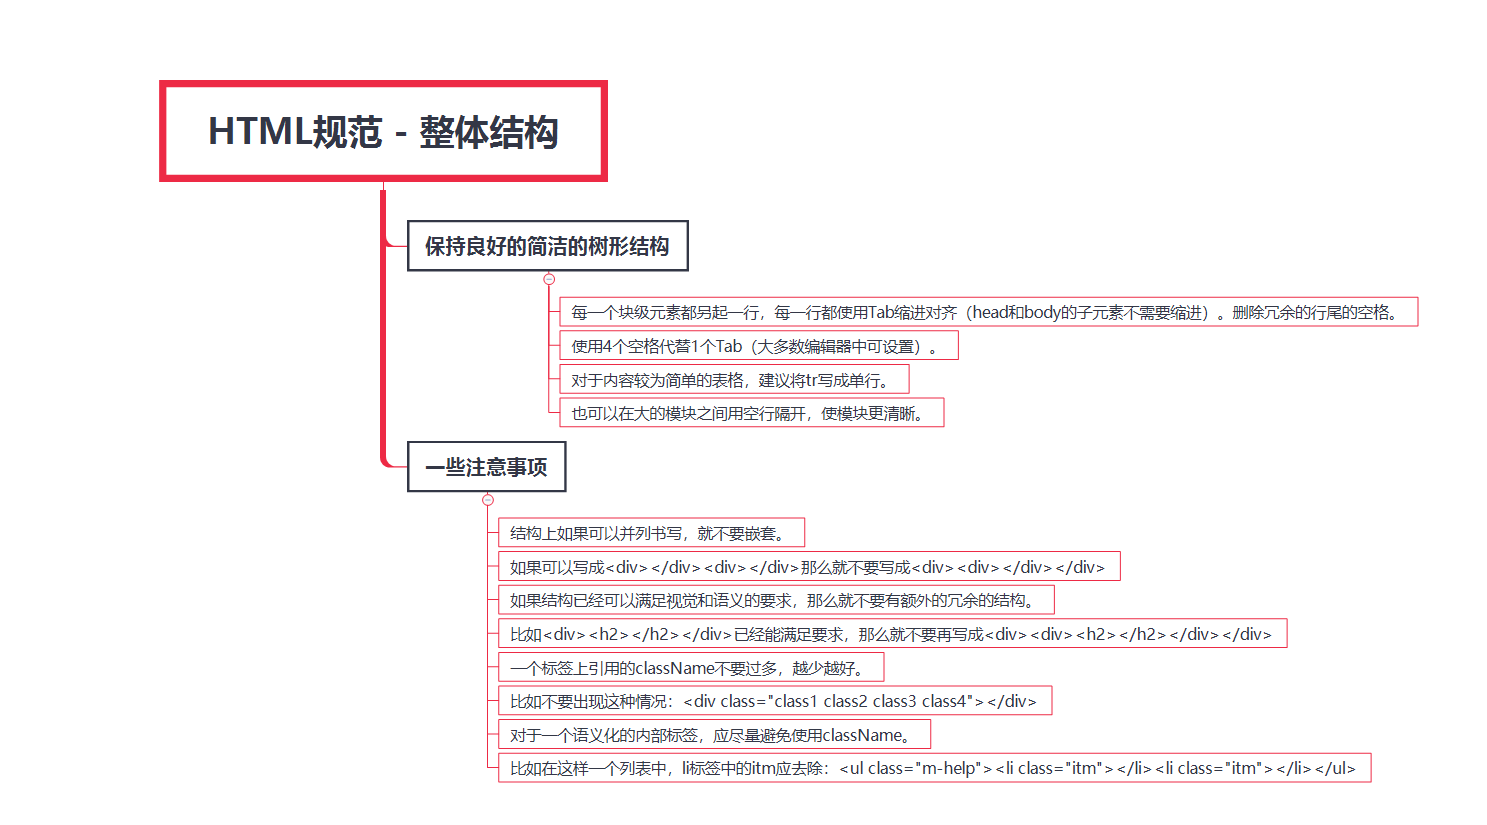 HTML规范 - 整体结构
保持良好的简洁的树形结构
每一个块级元素都另起一行，每一行都使用Tab缩进对齐（head和body的子元素不需要缩进）。删除冗余的行尾的空格。
使用4个空格代替1个Tab（大多数编辑器中可设置）。
对于内容较为简单的表格，建议将tr写成单行。
也可以在大的模块之间用空行隔开，使模块更清晰。
一些注意事项
结构上如果可以并列书写，就不要嵌套。
如果可以写成<div></div><div></div>那么就不要写成<div><div></div></div>
如果结构已经可以满足视觉和语义的要求，那么就不要有额外的冗余的结构。
比如<div><h2></h2></div>已经能满足要求，那么就不要再写成<div><div><h2></h2></div></div>
一个标签上引用的className不要过多，越少越好。
比如不要出现这种情况：<div class="class1 class2 class3 class4"></div>
对于一个语义化的内部标签，应尽量避免使用className。
比如在这样一个列表中，li标签中的itm应去除：<ul class="m-help"><li class="itm"></li><li class="itm"></li></ul>